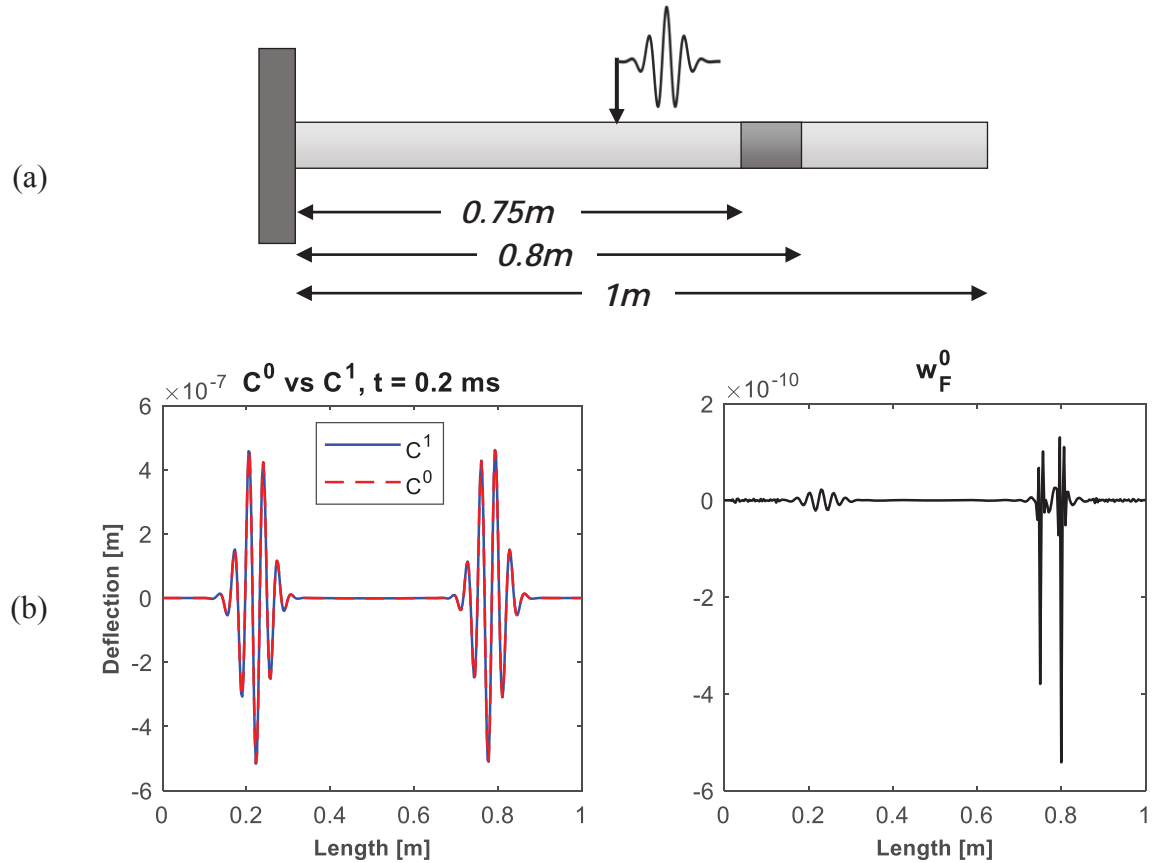 (a)
0.75m
0.8m
1m
(b)
×10⁻⁷
C⁰ vs C¹, t = 0.2 ms
6
4
2
0
-2
-4
-6
Deflection [m]
C¹
C⁰
0 0.2 0.4 0.6 0.8 1
Length [m]
×10⁻¹⁰
w_F^0
2
0
-2
-4
-6
0 0.2 0.4 0.6 0.8 1
Length [m]